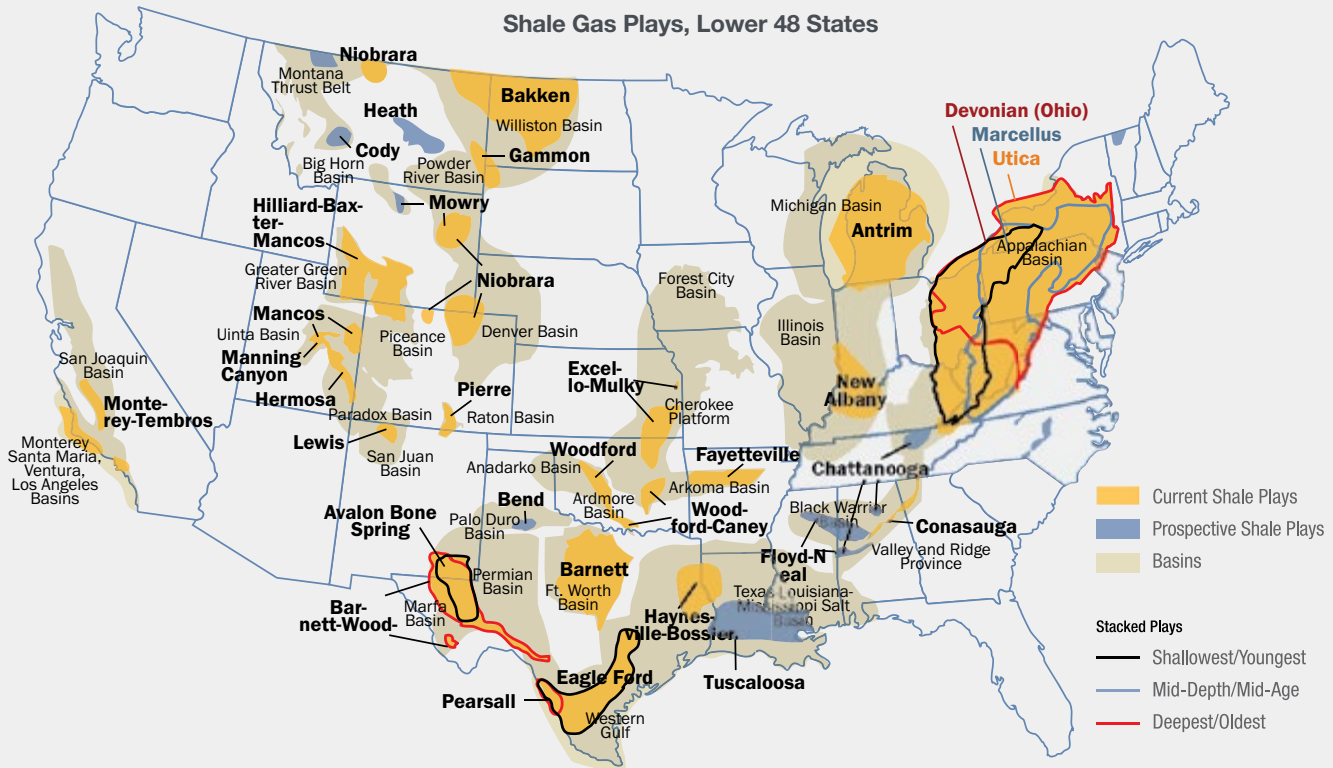 Shale Gas Plays, Lower 48 States
Niobrara
Montana
Thrust Belt
Heath
Bakken
Williston Basin
Cody
Big Horn
Basin
Powder
River Basin
Gammon
Mowry
Hilliard-Bax-
ter-
Mancos
Greater Green
River Basin
Niobrara
Mancos
Uinta Basin
Piceance
Basin
Denver Basin
Manning
Canyon
Hermosa
Paradox Basin
Pierre
Raton Basin
Lewis
San Juan
Basin
San Joaquin
Basin
Monte-
rey-Tembros
Monterey
Santa Maria,
Ventura,
Los Angeles
Basins
Forest City
Basin
Excel-
lo-Mulky
Cherokee
Platform
Woodford
Anadarko Basin
Fayetteville
Arkoma Basin
Ardmore
Basin
Wood-
ford-Caney
Bend
Palo Duro
Basin
Avalon Bone
Spring
Permian
Basin
Bar-
nett-Wood-
Marfa
Basin
Barnett
Ft. Worth
Basin
Haynes-
ville-Bossier
Texas-Louisiana-
Mississippi Salt
Basin
Tuscaloosa
Eagle Ford
Pearsall
Western
Gulf
Michigan Basin
Antrim
Illinois
Basin
New
Albany
Devonian (Ohio)
Marcellus
Utica
Appalachian
Basin
Chattanooga
Black Warrior
Basin
Floyd-N
eal
Conasauga
Valley and Ridge
Province
Current Shale Plays
Prospective Shale Plays
Basins
Stacked Plays
Shallowest/Youngest
Mid-Depth/Mid-Age
Deepest/Oldest